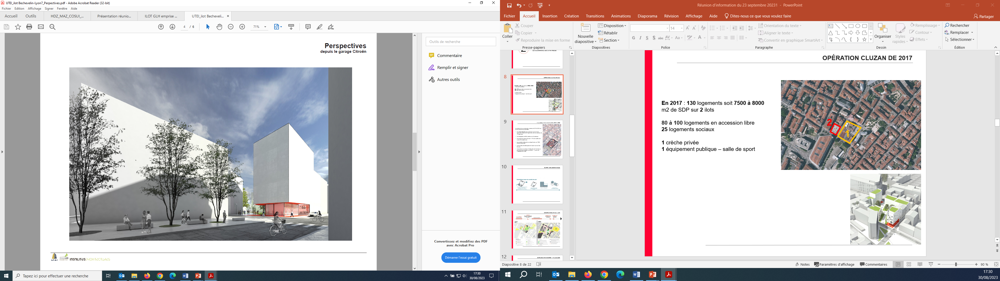 UTEI_ilot Bechevelin-Lyon7_Perpectives.pdf - Adobe Acrobat Reader (32-bit)
Fichier Edition Affichage Signer Fenêtre Aide
Accueil Outils HDZ_MAZ_COSUI_... Présentation réunio... ILOT GLH emprise ... UTEI_ilot Becheveli... ×
4 / 6 71%
Perspectives
depuis le garage Citroën
L'Atelier
u.t.e.i HABITAT INSOLITES ARCHITECTURES
Outils de recherche
Commentaire
Remplir et signer
Autres outils
Convertissez et modifiez des PDF
avec Acrobat Pro
Démarrer l'essai gratuit
Tapez ici pour effectuer une recherche
17:30
30/08/2023
Réunion d'information du 23 septembre 20231 - PowerPoint
Fichier Accueil Insertion Création Transitions Animations Diaporama Révision Affichage Aide Dites-nous ce que vous voulez faire Partager
Coller
Couper
Copier
Reproduire la mise en forme
Presse-papiers
Nouvelle
diapositive
Disposition
Rétablir
Section
Diapositives
14
G I S S abc AV Aa A
Police
Orientation du texte
Aligner le texte
Convertir en graphique SmartArt
Paragraphe
Organiser
Styles
rapides
Remplissage
Contour
Effets
Dessin
Rechercher
Remplacer
Sélectionner
Édition
2
LE SCÉNARIO DE SYNTHÈSE
8
9
10
11
12
OPÉRATION CLUZAN DE 2017
En 2017 : 130 logements soit 7500 à 8000
m2 de SDP sur 2 ilots
80 à 100 logements en accession libre
25 logements sociaux
1 crèche privée
1 équipement publique – salle de sport
2
1
Diapositive 8 de 22
Notes Paramètres d'affichage Commentaires 90 %
17:30
30/08/2023